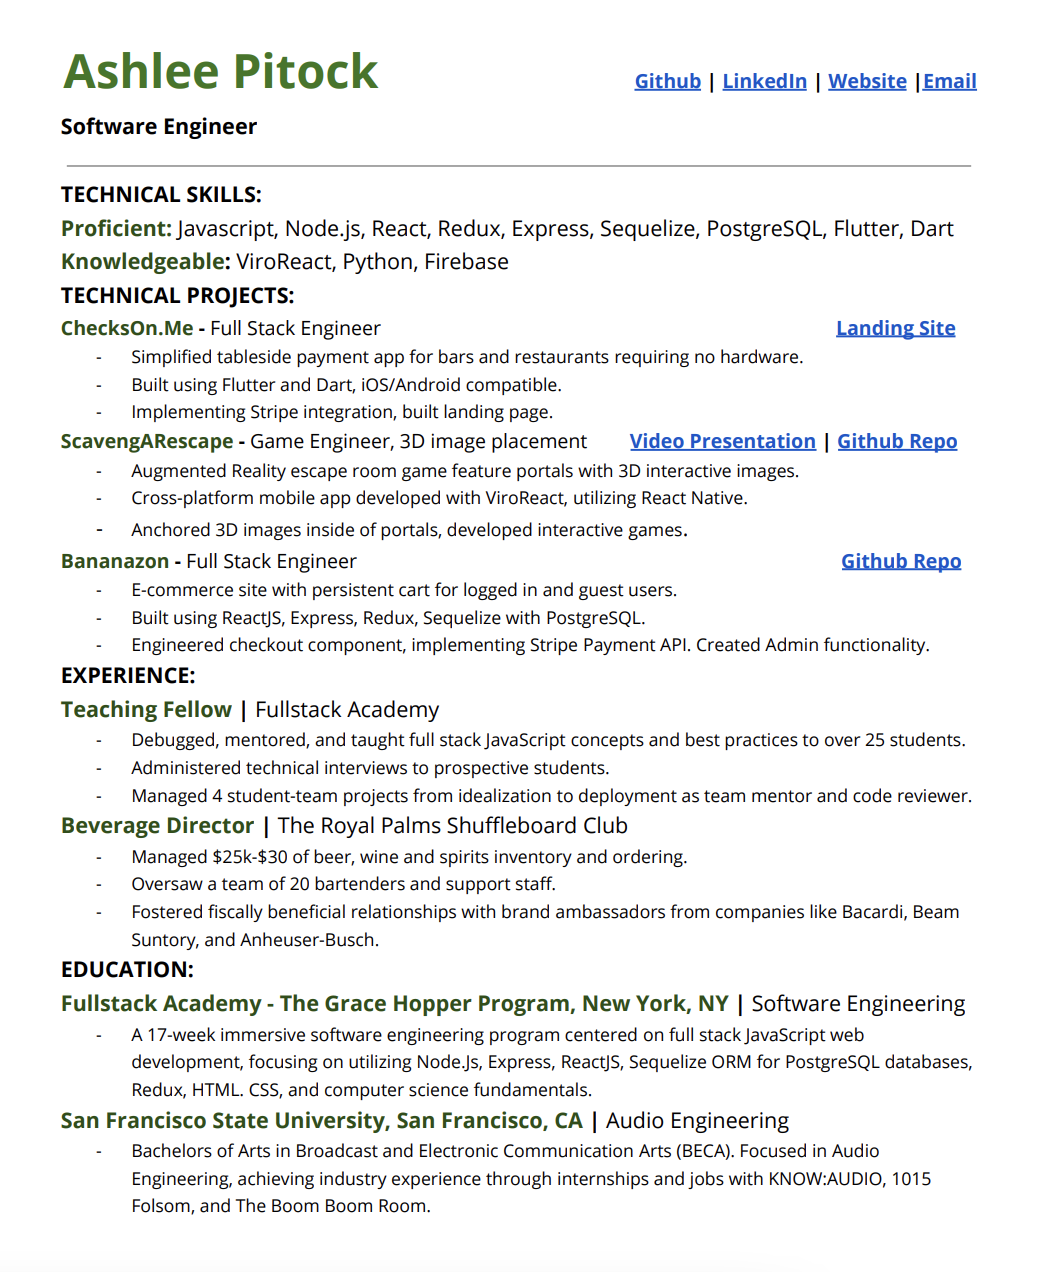 Ashlee Pitock
Github | LinkedIn | Website |Email
Software Engineer
TECHNICAL SKILLS:
Proficient: Javascript, Node.js, React, Redux, Express, Sequelize, PostgreSQL, Flutter, Dart
Knowledgeable: ViroReact, Python, Firebase
TECHNICAL PROJECTS:
ChecksOn.Me - Full Stack Engineer Landing Site
- Simplified tableside payment app for bars and restaurants requiring no hardware.
- Built using Flutter and Dart, iOS/Android compatible.
- Implementing Stripe integration, built landing page.
ScavengARescape - Game Engineer, 3D image placement Video Presentation | Github Repo
- Augmented Reality escape room game feature portals with 3D interactive images.
- Cross-platform mobile app developed with ViroReact, utilizing React Native.
- Anchored 3D images inside of portals, developed interactive games.
Bananazon - Full Stack Engineer Github Repo
- E-commerce site with persistent cart for logged in and guest users.
- Built using ReactJS, Express, Redux, Sequelize with PostgreSQL.
- Engineered checkout component, implementing Stripe Payment API. Created Admin functionality.
EXPERIENCE:
Teaching Fellow | Fullstack Academy
- Debugged, mentored, and taught full stack JavaScript concepts and best practices to over 25 students.
- Administered technical interviews to prospective students.
- Managed 4 student-team projects from idealization to deployment as team mentor and code reviewer.
Beverage Director | The Royal Palms Shuffleboard Club
- Managed $25k-$30 of beer, wine and spirits inventory and ordering.
- Oversaw a team of 20 bartenders and support staff.
- Fostered fiscally beneficial relationships with brand ambassadors from companies like Bacardi, Beam
Suntory, and Anheuser-Busch.
EDUCATION:
Fullstack Academy - The Grace Hopper Program, New York, NY | Software Engineering
- A 17-week immersive software engineering program centered on full stack JavaScript web
development, focusing on utilizing Node.Js, Express, ReactJS, Sequelize ORM for PostgreSQL databases,
Redux, HTML. CSS, and computer science fundamentals.
San Francisco State University, San Francisco, CA | Audio Engineering
- Bachelors of Arts in Broadcast and Electronic Communication Arts (BECA). Focused in Audio
Engineering, achieving industry experience through internships and jobs with KNOW:AUDIO, 1015
Folsom, and The Boom Boom Room.